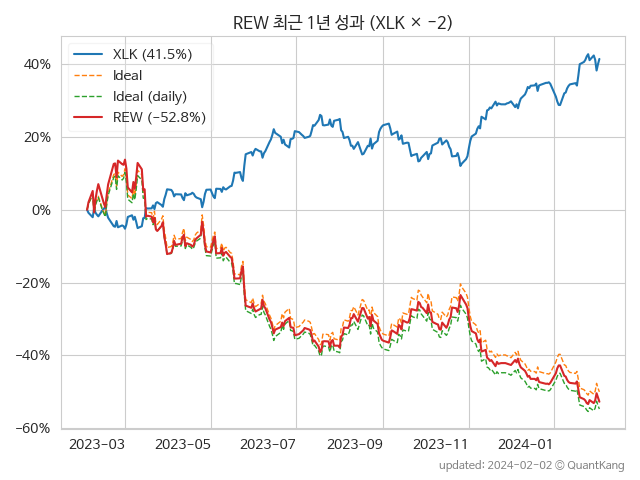 REW 최근 1년 성과 (XLK × −2)
XLK (41.5%)
Ideal
Ideal (daily)
REW (−52.8%)
40%
20%
0%
−20%
−40%
−60%
2023-03 2023-05 2023-07 2023-09 2023-11 2024-01
updated: 2024-02-02 © QuantKang